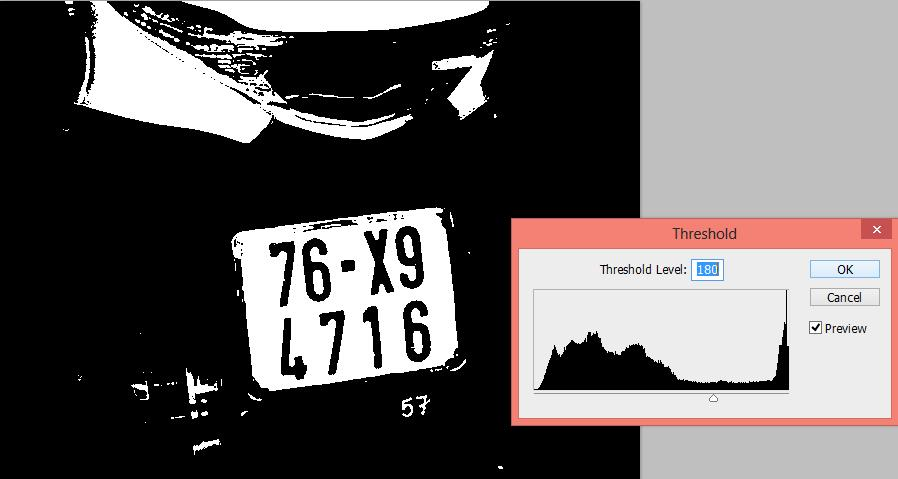 76-X9
4716
57
Threshold
Threshold Level: 180
OK
Cancel
Preview